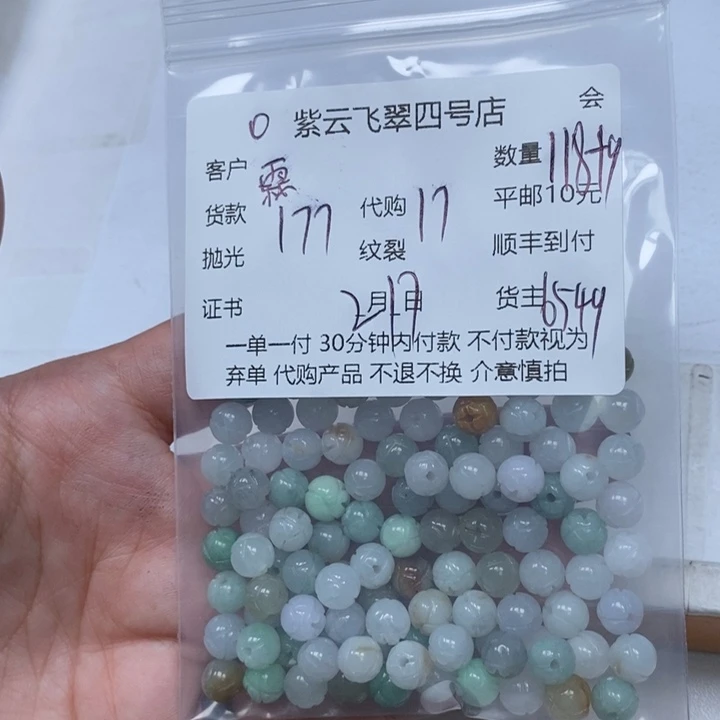 0 紫云飞翠四号店 会
客户 霖 数量 118+9
货款 177 代购 17 平邮10元
抛光 纹裂 顺丰到付
证书 2月17日 货主 6549
一单一付 30分钟内付款 不付款视为
弃单 代购产品 不退不换 介意慎拍